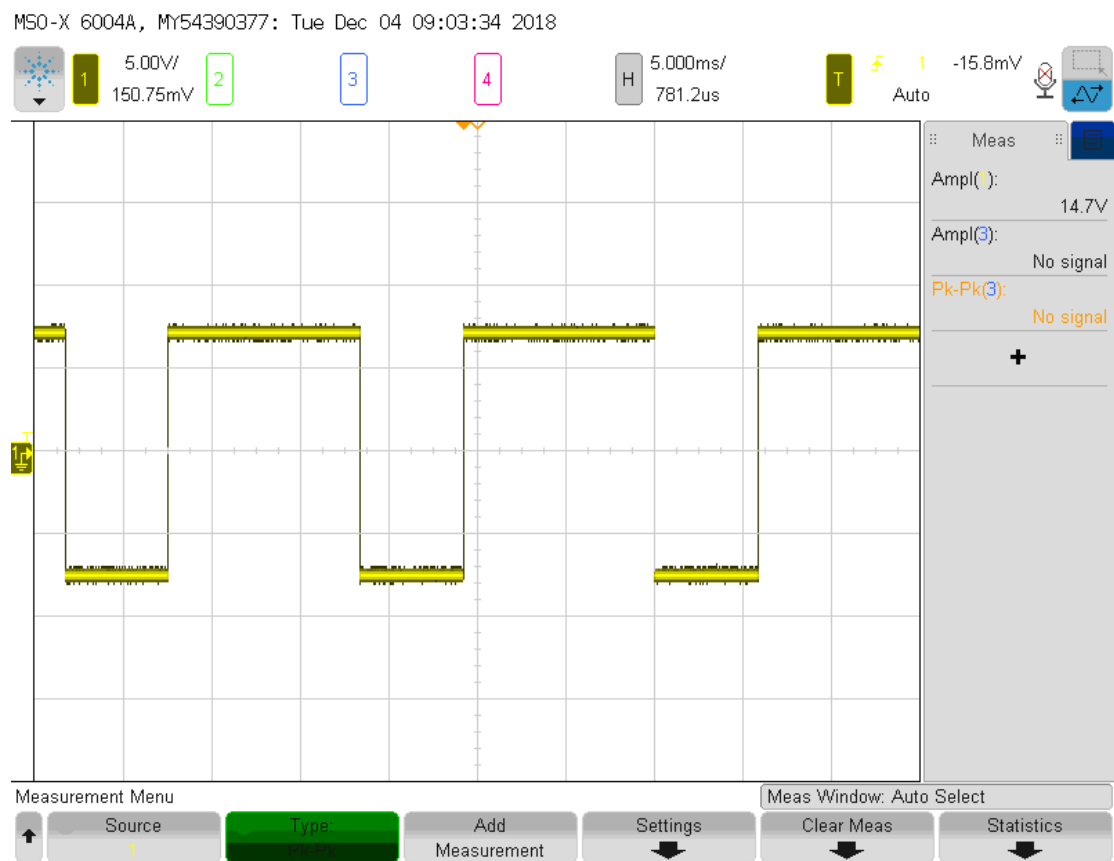 MSO-X 6004A, MY54390377: Tue Dec 04 09:03:34 2018
1 5.00V/ 2 3 4 H 5.000ms/ T 1 -15.8mV
150.75mV 781.2us Auto
Meas
Ampl(1):
14.7V
Ampl(3):
No signal
Pk-Pk(3):
No signal
+
T
1
Measurement Menu
Meas Window: Auto Select
Source
1
Type:
Pk-Pk
Add
Measurement
Settings
Clear Meas
Statistics